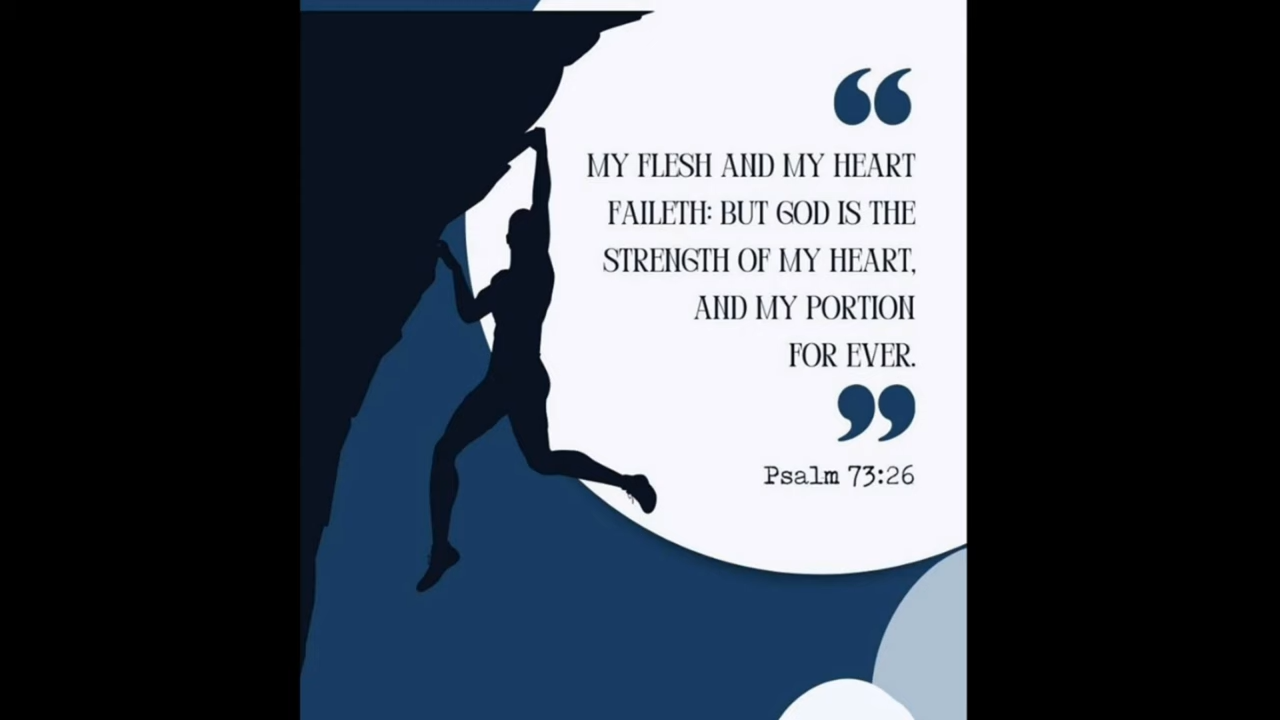 “
MY FLESH AND MY HEART
FAILETH: BUT GOD IS THE
STRENGTH OF MY HEART,
AND MY PORTION
FOR EVER.
”
Psalm 73:26